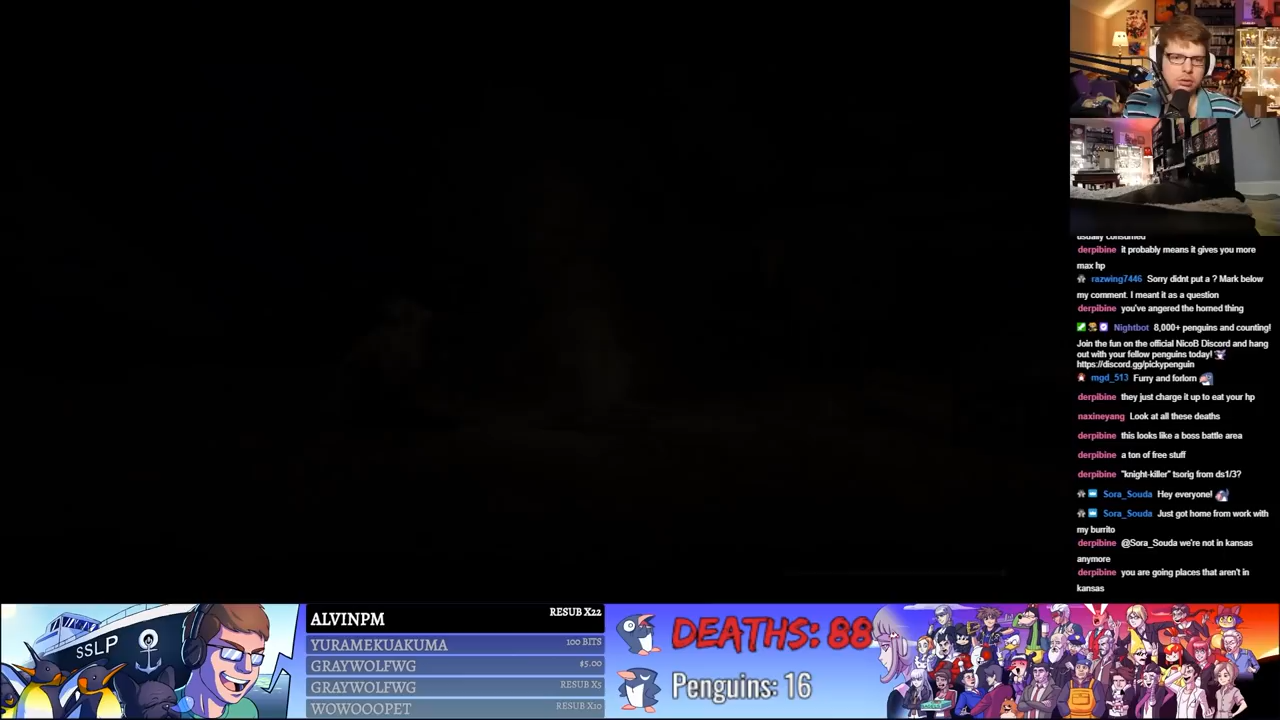 usually consumed
derpibine it probably means it gives you more
max hp
razwing7446 Sorry didnt put a ? Mark below
my comment. I meant it as a question
derpibine you've angered the horned thing
Nightbot 8,000+ penguins and counting!
Join the fun on the official NicoB Discord and hang
out with your fellow penguins today!
https://discord.gg/pickypenguin
mgd_513 Furry and forlorn
derpibine they just charge it up to eat your hp
naxineyang Look at all these deaths
derpibine this looks like a boss battle area
derpibine a ton of free stuff
derpibine "knight-killer" tsorig from ds1/3?
Sora_Souda Hey everyone!
Sora_Souda Just got home from work with
my burrito
derpibine @Sora_Souda we're not in kansas
anymore
derpibine you are going places that aren't in
kansas
SSLP
ALVINPM RESUB X22
YURAMEKUAKUMA 100 BITS
GRAYWOLFWG $5.00
GRAYWOLFWG RESUB X5
WOWOOOPET RESUB X10
DEATHS: 88
Penguins: 16